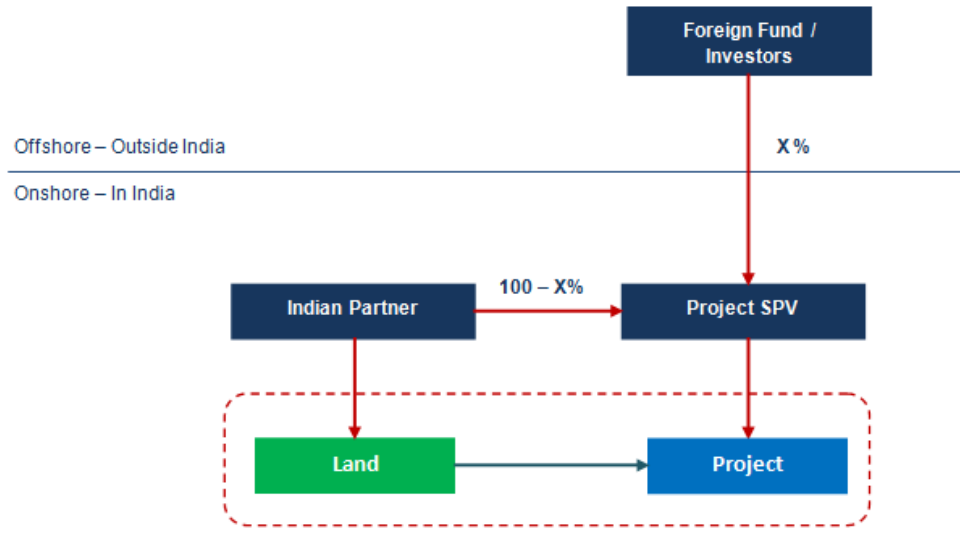 Foreign Fund /
Investors
Offshore – Outside India
X %
Onshore – In India
100 – X%
Indian Partner
Project SPV
Land
Project